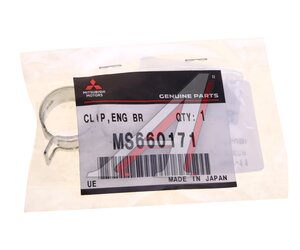 MITSUBISHI
MOTORS
GENUINE PARTS
CLIP, ENG BR QTY: 1
MS660171
UE MADE IN JAPAN